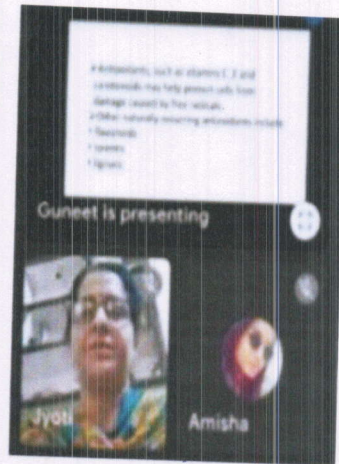 Antioxidants, such as vitamins C, E and
carotenoids may help protect cells from
damage caused by free radicals.
Other naturally occurring antioxidants include
flavonoids
lignans
Guneet is presenting
Jyoti
Amisha